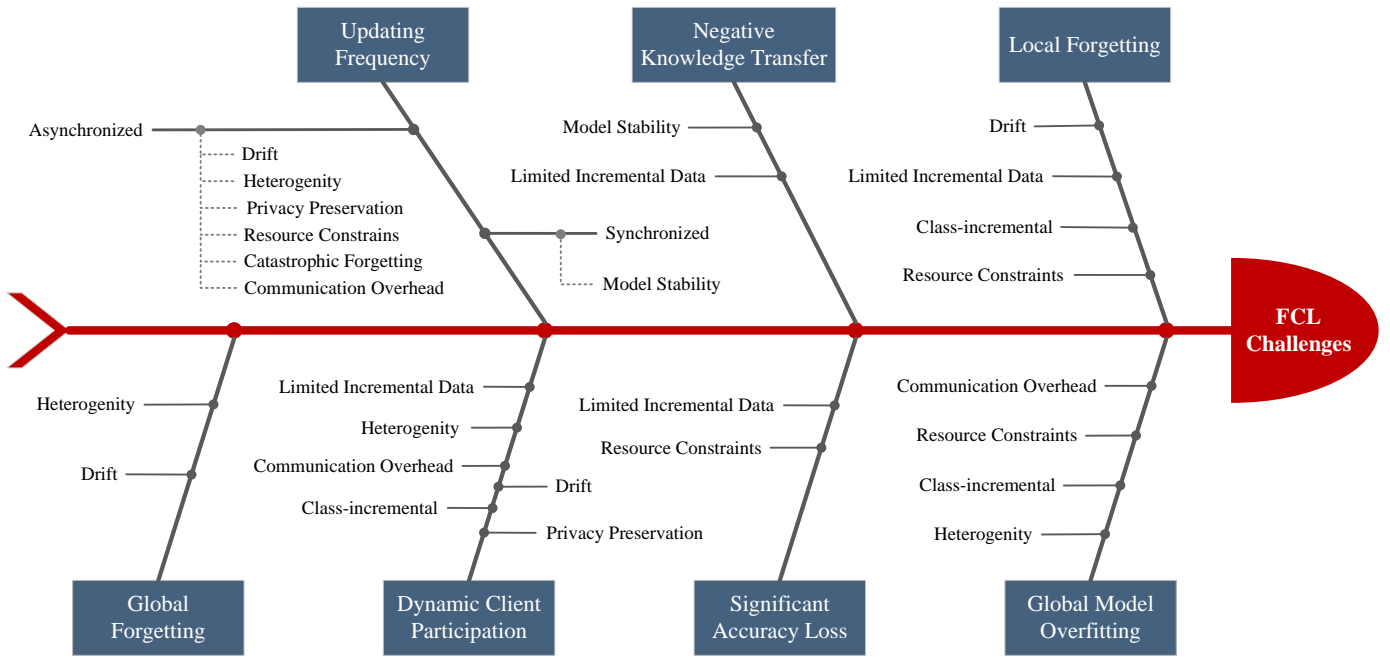 Updating
Frequency
Negative
Knowledge Transfer
Local Forgetting
Asynchronized
Drift
Heterogenity
Privacy Preservation
Resource Constrains
Catastrophic Forgetting
Communication Overhead
Synchronized
Model Stability
Model Stability
Limited Incremental Data
Drift
Limited Incremental Data
Class-incremental
Resource Constraints
FCL
Challenges
Heterogenity
Drift
Limited Incremental Data
Heterogenity
Communication Overhead
Drift
Class-incremental
Privacy Preservation
Limited Incremental Data
Resource Constraints
Communication Overhead
Resource Constraints
Class-incremental
Heterogenity
Global
Forgetting
Dynamic Client
Participation
Significant
Accuracy Loss
Global Model
Overfitting